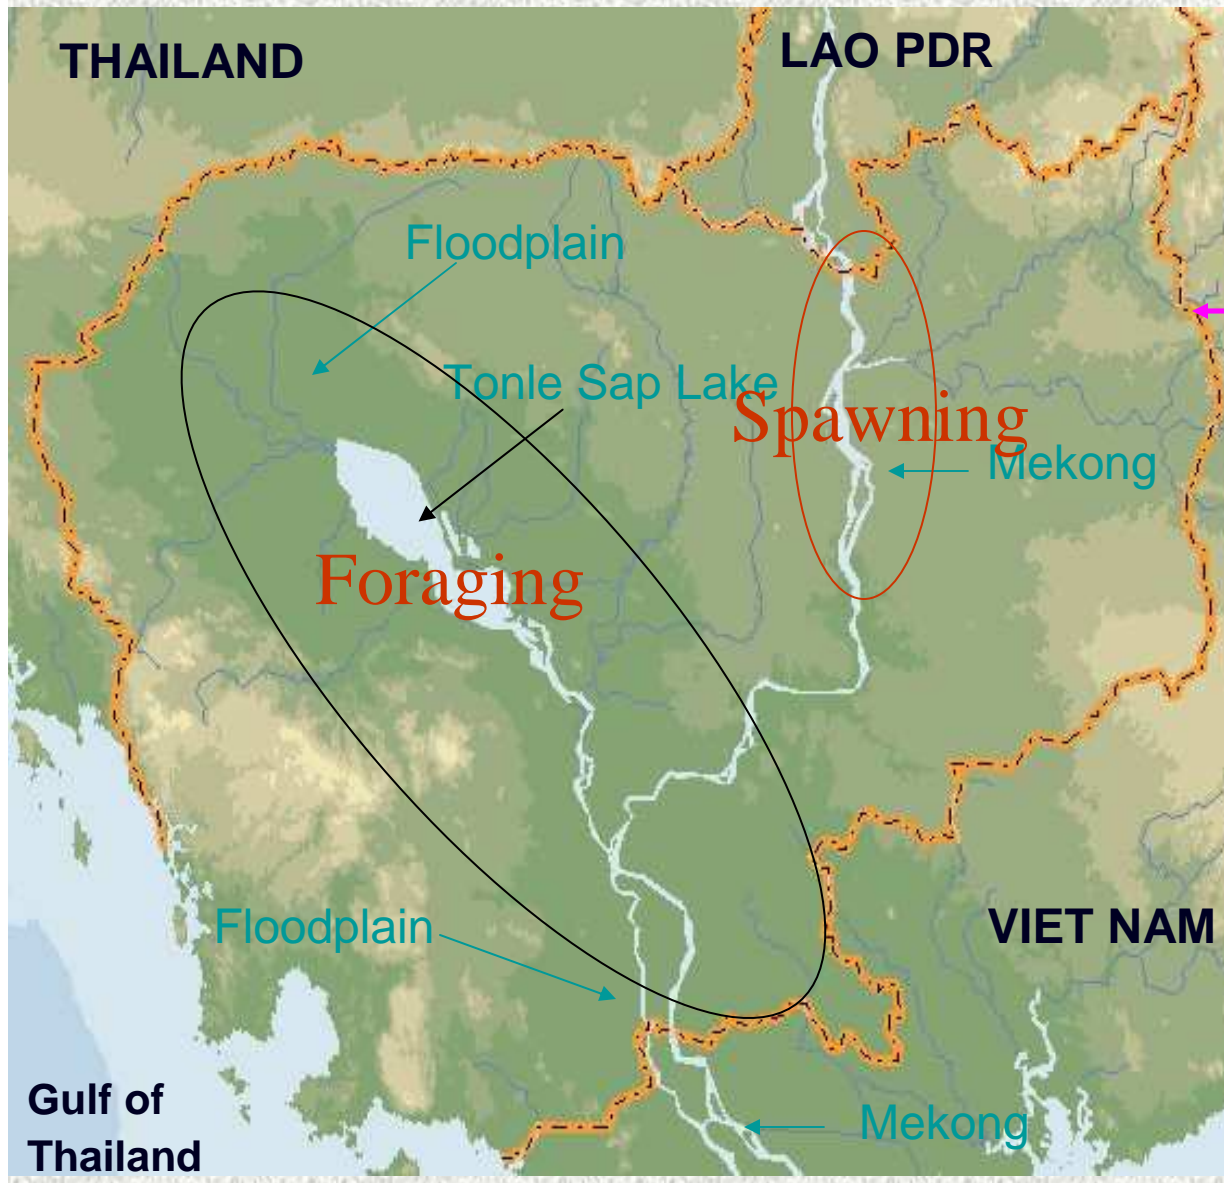 THAILAND
LAO PDR
Floodplain
Tonle Sap Lake
Spawning
Mekong
Foraging
Floodplain
VIET NAM
Gulf of
Thailand
Mekong